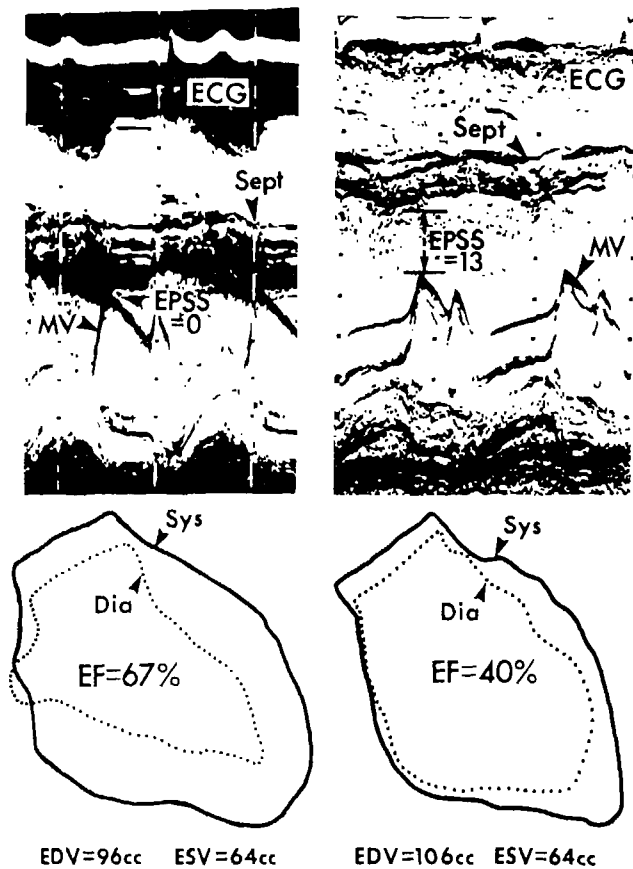 ECG
Sept
MV
EPSS
=0
ECG
Sept
EPSS
=13
MV
Sys
Dia
EF=67%
Sys
Dia
EF=40%
EDV=96cc ESV=64cc
EDV=106cc ESV=64cc